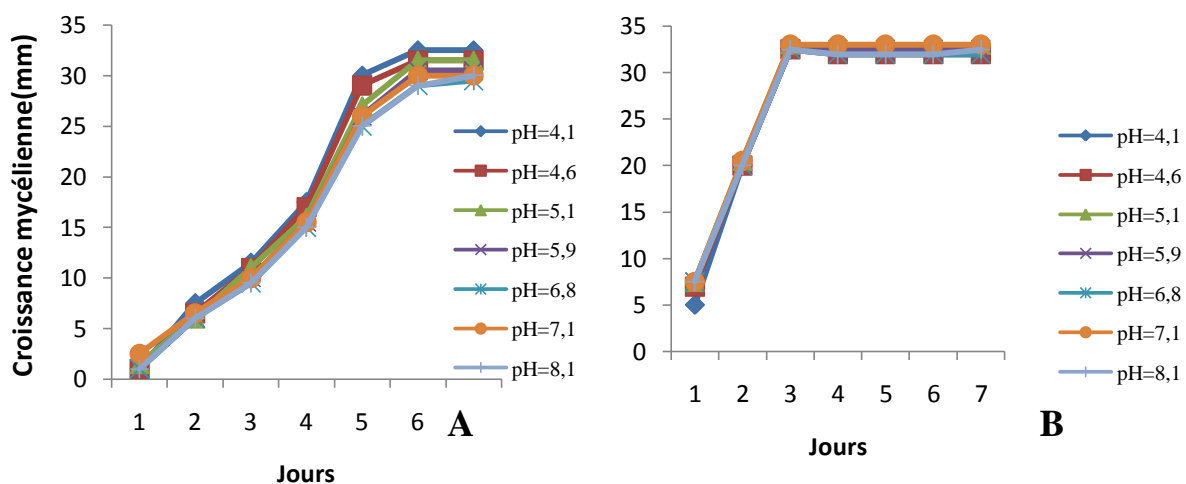 Croissance mycélienne(mm)
35
30
25
20
15
10
5
0
1 2 3 4 5 6
Jours
pH=4,1
pH=4,6
pH=5,1
pH=5,9
pH=6,8
pH=7,1
pH=8,1
A
35
30
25
20
15
10
5
0
1 2 3 4 5 6 7
Jours
pH=4,1
pH=4,6
pH=5,1
pH=5,9
pH=6,8
pH=7,1
pH=8,1
B